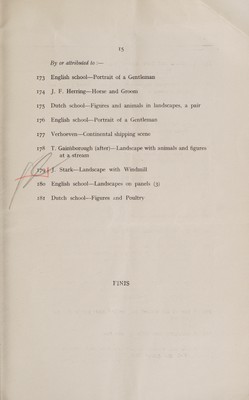 15
By or attributed to :—
173 English school—Portrait of a Gentleman
174 J. F. Herring—Horse and Groom
175 Dutch school—Figures and animals in landscapes, a pair
176 English school—Portrait of a Gentleman
177 Verhoeven—Continental shipping scene
178 T. Gainsborough (after)—Landscape with animals and figures
at a stream
179 J. Stark—Landscape with Windmill
180 English school—Landscapes on panels (3)
181 Dutch school—Figures and Poultry
FINIS